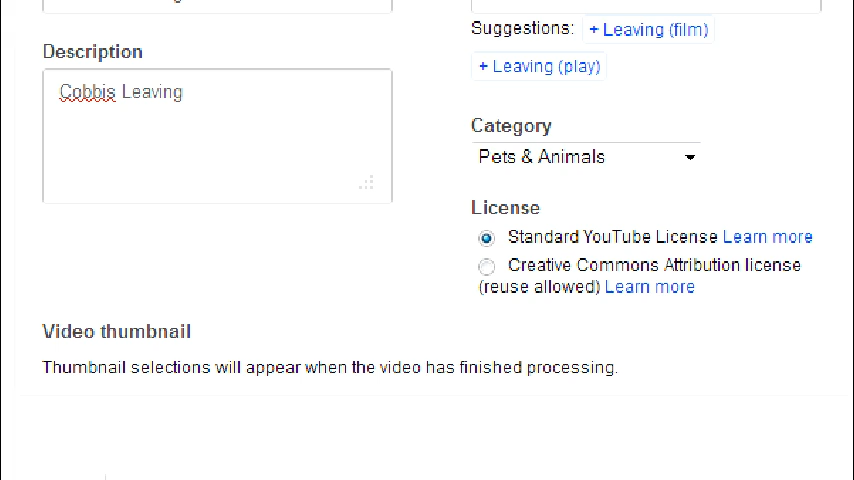 Description
Cobbis Leaving
Suggestions: + Leaving (film)
+ Leaving (play)
Category
Pets & Animals
License
Standard YouTube License Learn more
Creative Commons Attribution license
(reuse allowed) Learn more
Video thumbnail
Thumbnail selections will appear when the video has finished processing.